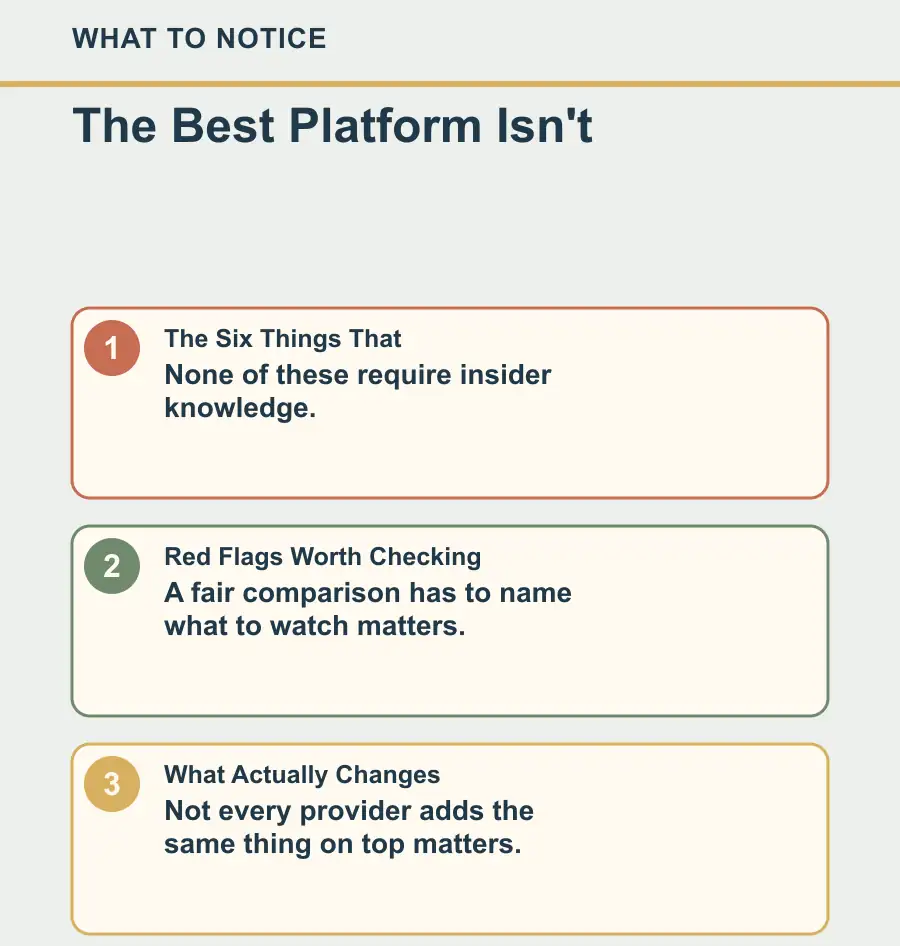 WHAT TO NOTICE
The Best Platform Isn't
1
The Six Things That
None of these require insider
knowledge.
2
Red Flags Worth Checking
A fair comparison has to name
what to watch matters.
3
What Actually Changes
Not every provider adds the
same thing on top matters.